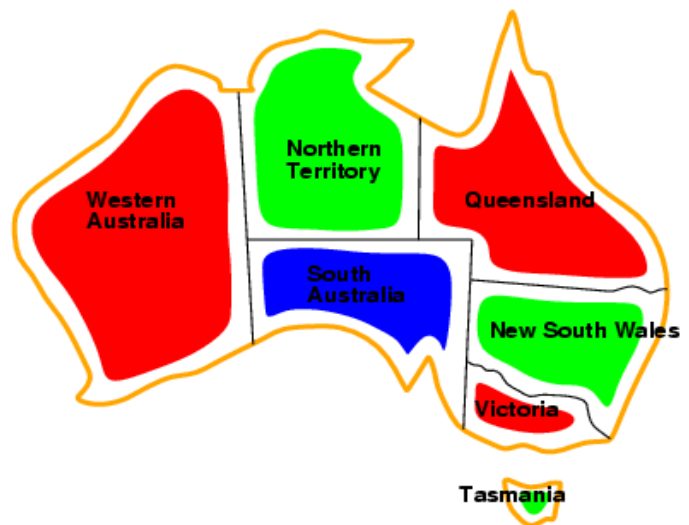 Northern
Territory
Western
Australia
Queensland
South
Australia
New South Wales
Victoria
Tasmania